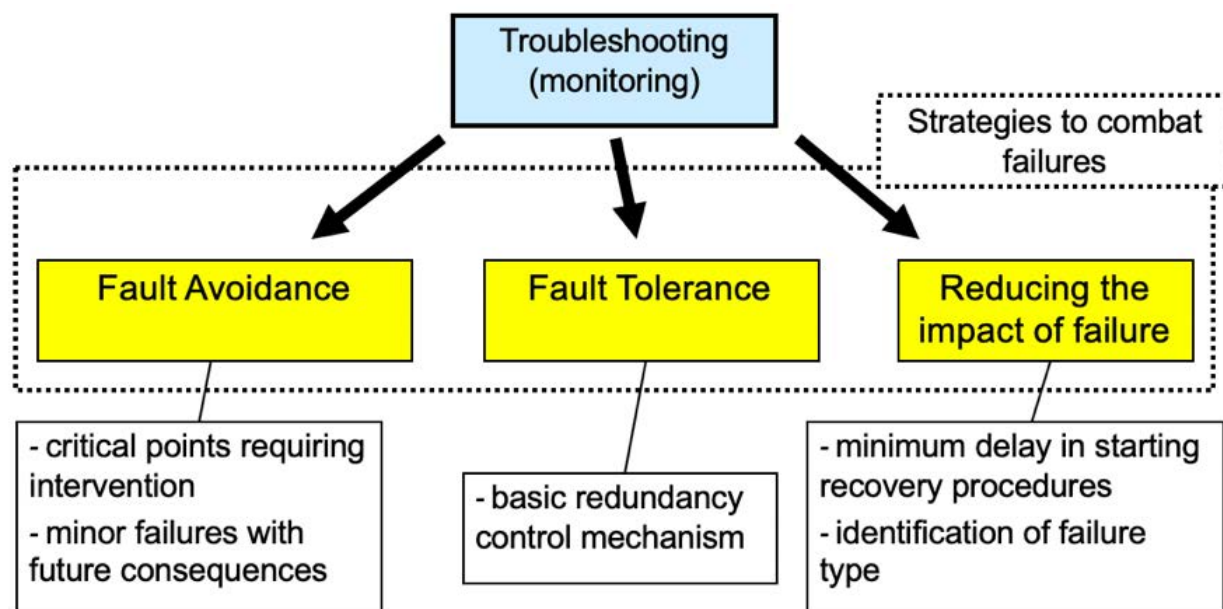 Troubleshooting
(monitoring)
Strategies to combat
failures
Fault Avoidance
Fault Tolerance
Reducing the
impact of failure
- critical points requiring
intervention
- minor failures with
future consequences
- basic redundancy
control mechanism
- minimum delay in starting
recovery procedures
- identification of failure
type